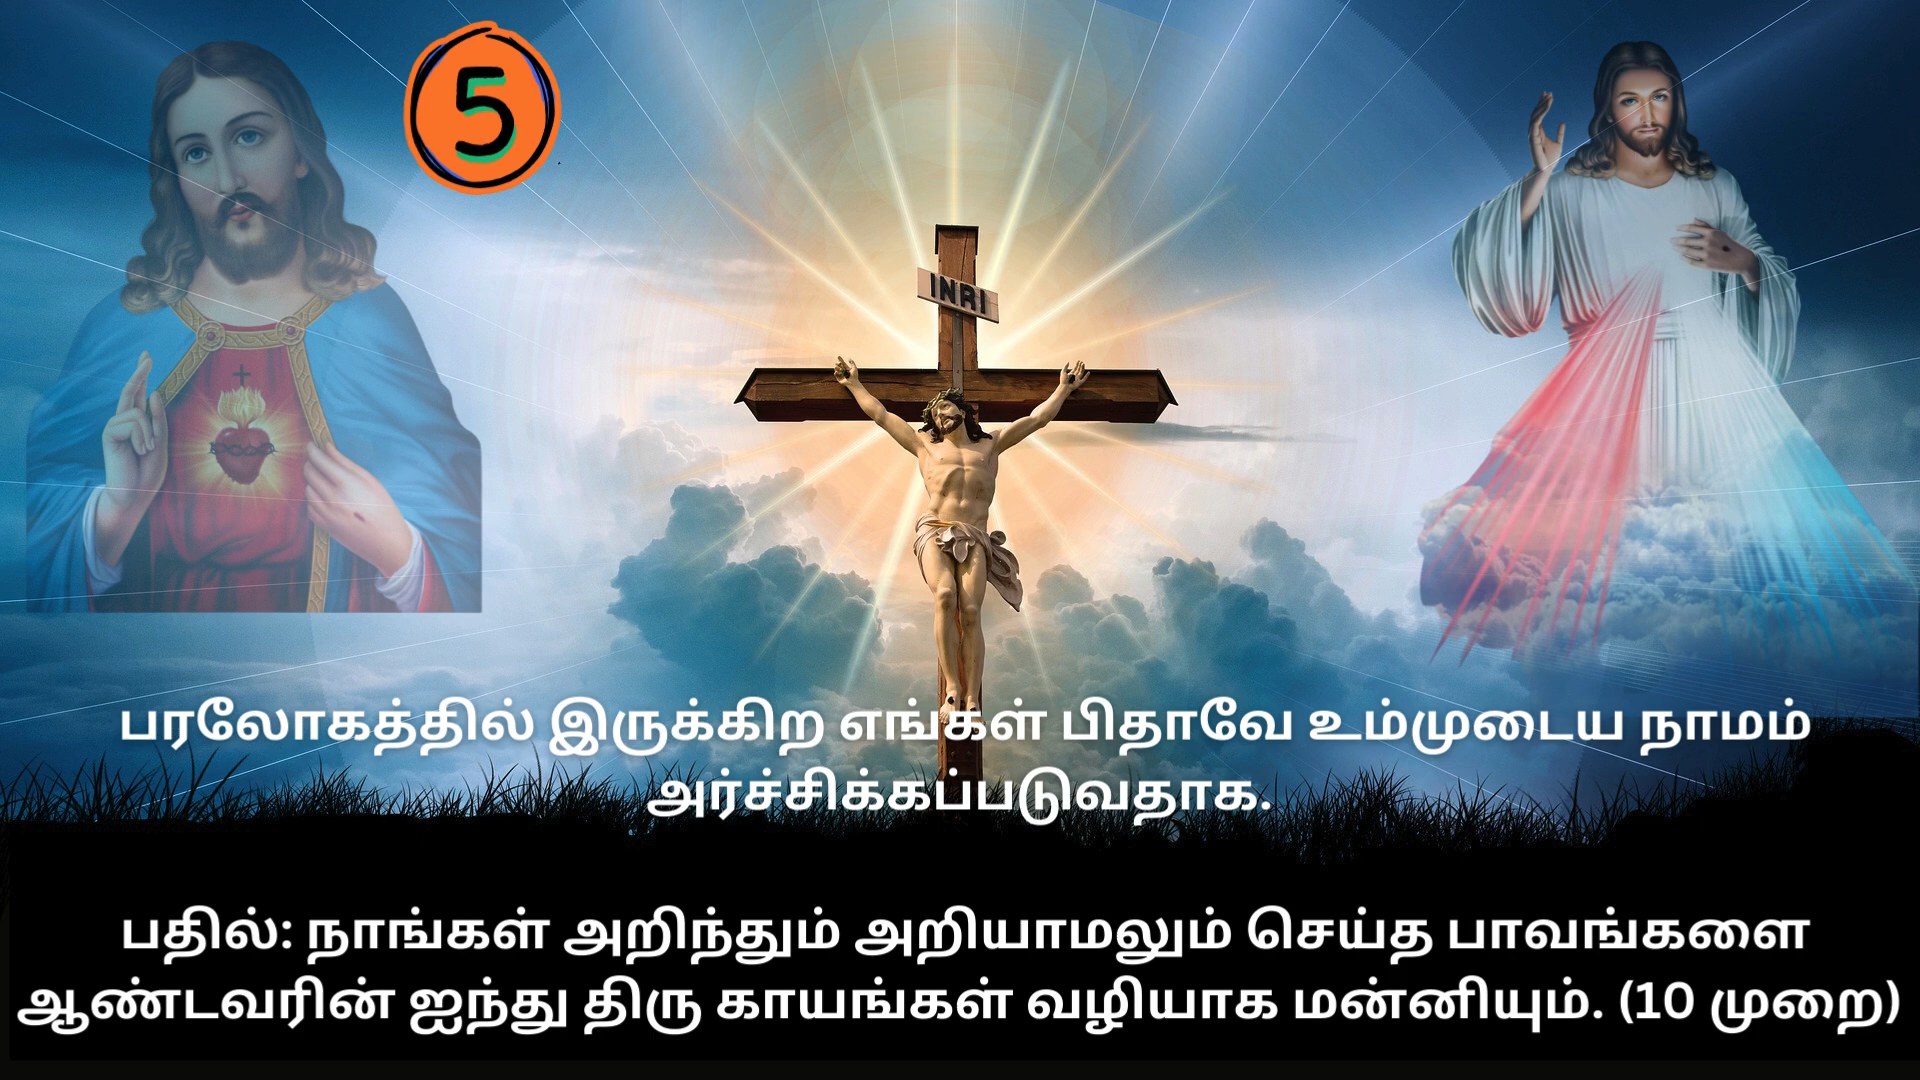 5
INRI
பரலோகத்தில் இருக்கிற எங்கள் பிதாவே உம்முடைய நாமம்
அர்ச்சிக்கப்படுவதாக.
பதில்: நாங்கள் அறிந்தும் அறியாமலும் செய்த பாவங்களை
ஆண்டவரின் ஐந்து திரு காயங்கள் வழியாக மன்னியும். (10 முறை)